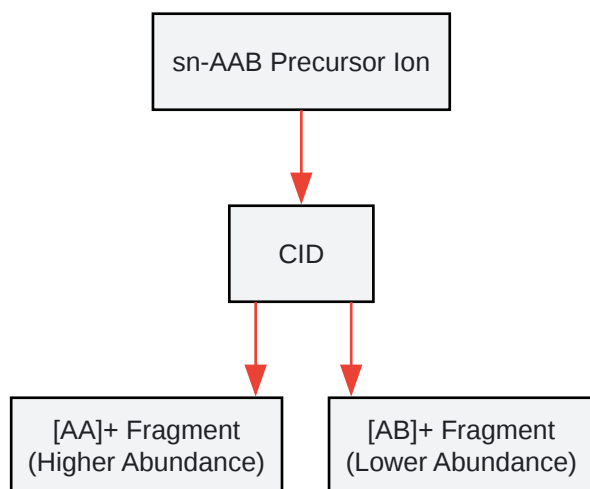 sn-AAB Precursor Ion
CID
[AA]+ Fragment
(Higher Abundance)
[AB]+ Fragment
(Lower Abundance)